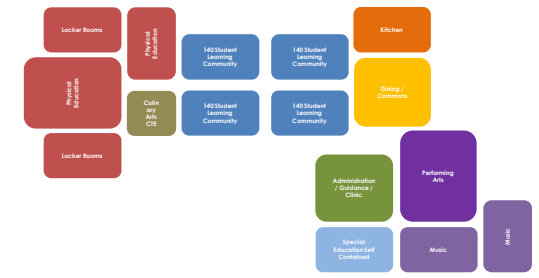 Locker Rooms
Physical
Education
140 Student
Learning
Community
140 Student
Learning
Community
Kitchen
Physical
Education
Culin
ary
Arts
CTE
140 Student
Learning
Community
140 Student
Learning
Community
Dining /
Commons
Locker Rooms
Administration
/ Guidance /
Clinic
Performing
Arts
Special
Education Self
Contained
Music
Music